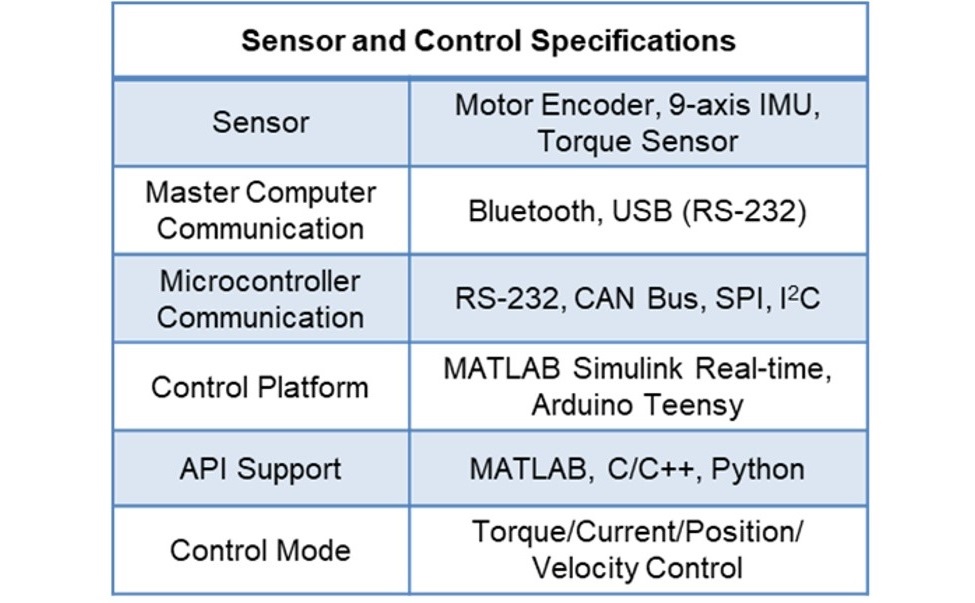 Sensor and Control Specifications
Sensor
Motor Encoder, 9-axis IMU,
Torque Sensor
Master Computer
Communication
Bluetooth, USB (RS-232)
Microcontroller
Communication
RS-232, CAN Bus, SPI, I²C
Control Platform
MATLAB Simulink Real-time,
Arduino Teensy
API Support
MATLAB, C/C++, Python
Control Mode
Torque/Current/Position/
Velocity Control